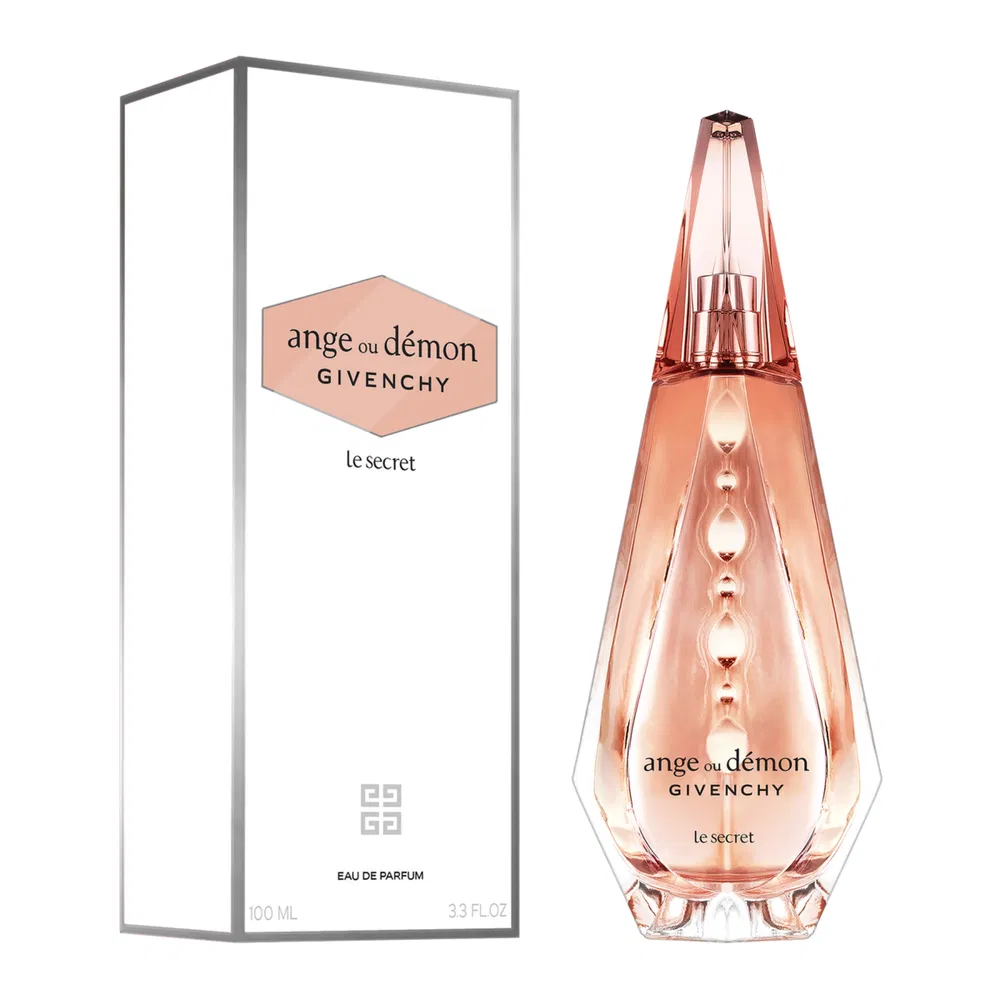 ange ou démon
GIVENCHY
le secret
EAU DE PARFUM
100 ML
3.3 FL.OZ
ange ou démon
GIVENCHY
le secret